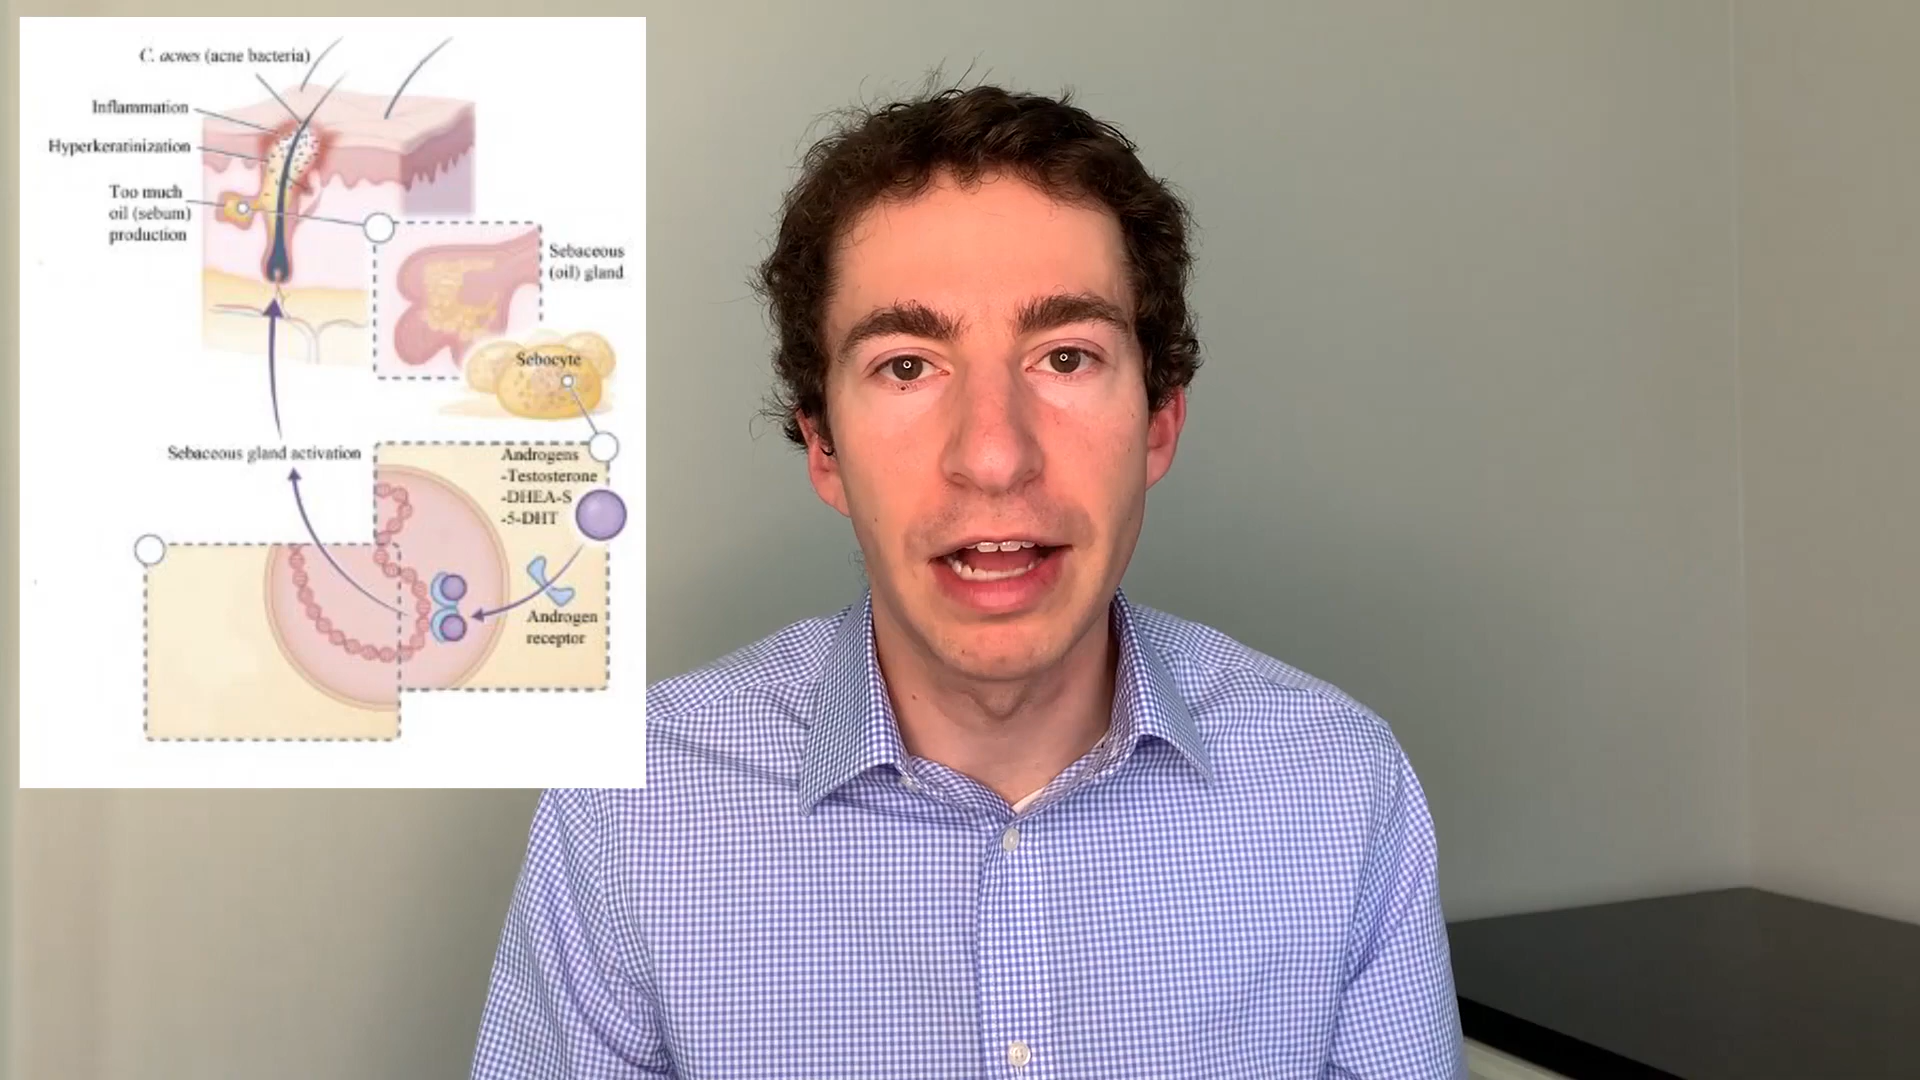 C. acnes (acne bacteria)
Inflammation
Hyperkeratinization
Too much
oil (sebum)
production
Sebaceous
(oil) gland
Sebocyte
Sebaceous gland activation
Androgens
-Testosterone
-DHEA-S
-5-DHT
Androgen
receptor